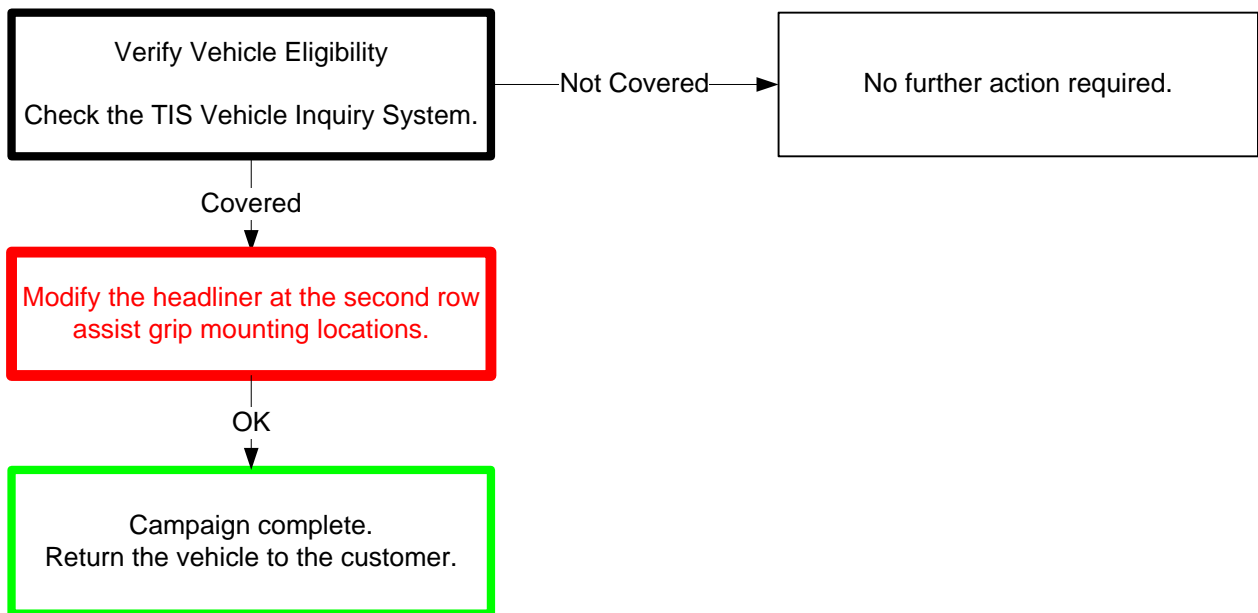 Verify Vehicle Eligibility
Check the TIS Vehicle Inquiry System.
Not Covered
No further action required.
Covered
Modify the headliner at the second row
assist grip mounting locations.
OK
Campaign complete.
Return the vehicle to the customer.